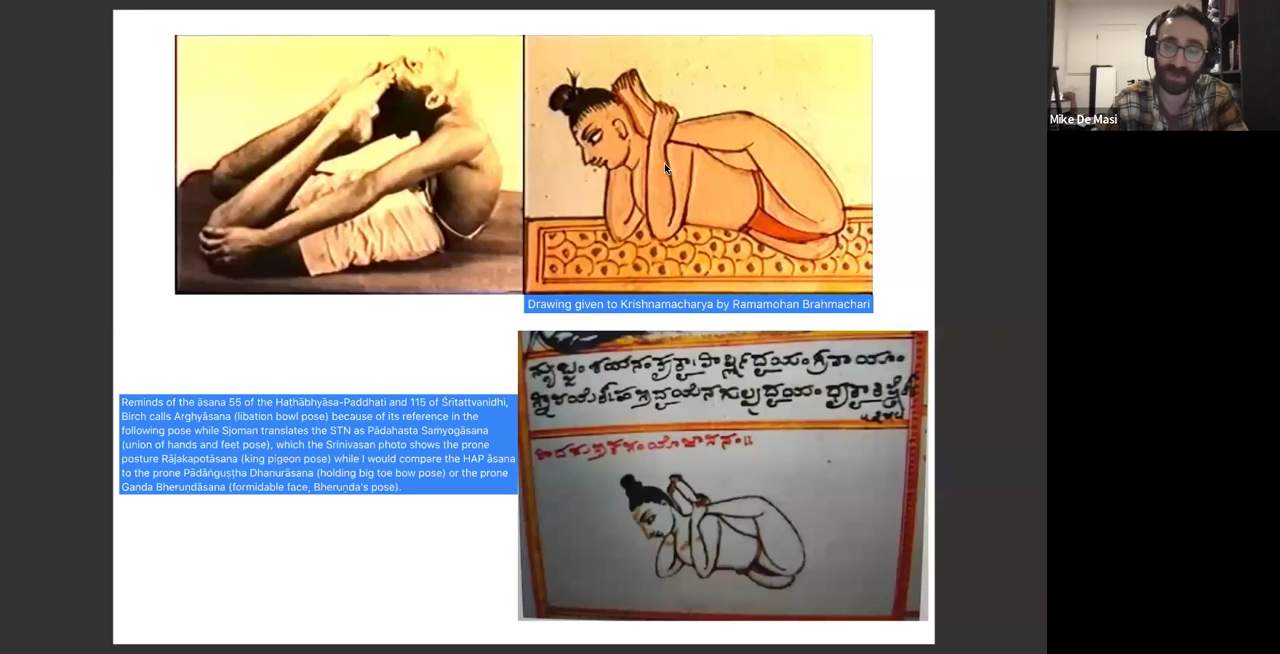 Mike De Masi
Drawing given to Krishnamacharya by Ramamohan Brahmachari
ಶಯನಂ ಕೃತ್ವಾ ಪಾರ್ಷ್ಣಿದ್ವಯಂ
ಗುಲ್ಫದ್ವಯಂ ಧೃತ್ವಾ
Reminds of the āsana 55 of the Haṭhābhyāsa-Paddhati and 115 of Śrītattvanidhi,
Birch calls Arghyāsana (libation bowl pose) because of its reference in the
following pose while Sjoman translates the STN as Pādahasta Saṃyogāsana
(union of hands and feet pose), which the Srinivasan photo shows the prone
posture Rājakapotāsana (king pigeon pose) while I would compare the HAP āsana
to the prone Pādāṅguṣṭha Dhanurāsana (holding big toe bow pose) or the prone
Gaṇḍa Bheruṇḍāsana (formidable face, Bheruṇḍa's pose).